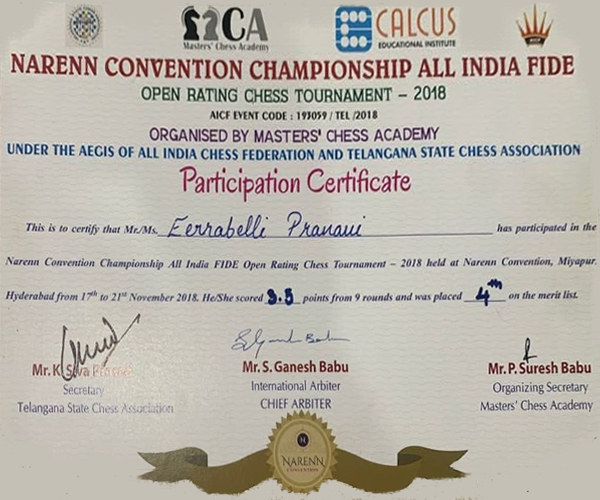 MCA
Masters' Chess Academy
CALCUS
EDUCATIONAL INSTITUTE
AICF
NARENN CONVENTION CHAMPIONSHIP ALL INDIA FIDE
OPEN RATING CHESS TOURNAMENT – 2018
AICF EVENT CODE : 193059 / TEL /2018
ORGANISED BY MASTERS' CHESS ACADEMY
UNDER THE AEGIS OF ALL INDIA CHESS FEDERATION AND TELANGANA STATE CHESS ASSOCIATION
Participation Certificate
This is to certify that Mr./Ms. Eerrabelli Pranavi has participated in the
Narenn Convention Championship All India FIDE Open Rating Chess Tournament – 2018 held at Narenn Convention, Miyapur.
Hyderabad from 17th to 21st November 2018. He/She scored points from 9 rounds and was placed 4th on the merit list.
Mr. K. Siva
Secretary
Telangana State Chess Association
Mr. S. Ganesh Babu
International Arbiter
CHIEF ARBITER
Mr. P. Suresh Babu
Organizing Secretary
Masters' Chess Academy
N
NARENN
CONVENTION